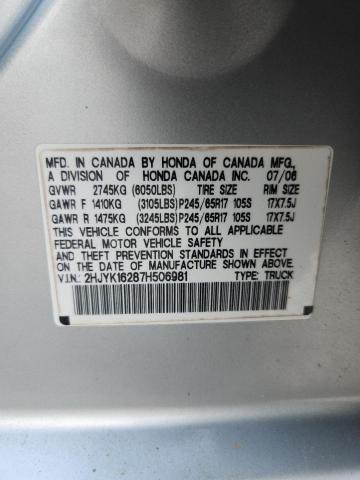 MFD. IN CANADA BY HONDA OF CANADA MFG.,
A DIVISION OF HONDA CANADA INC. 07/06
GVWR 2745KG (6050LBS) TIRE SIZE RIM SIZE
GAWR F 1410KG (3105LBS)P245/65R17 105S 17X7.5J
GAWR R 1475KG (3245LBS)P245/65R17 105S 17X7.5J
THIS VEHICLE CONFORMS TO ALL APPLICABLE
FEDERAL MOTOR VEHICLE SAFETY
AND THEFT PREVENTION STANDARDS IN EFFECT
ON THE DATE OF MANUFACTURE SHOWN ABOVE.
V.I.N.: 2HJYK16287H506981 TYPE: TRUCK